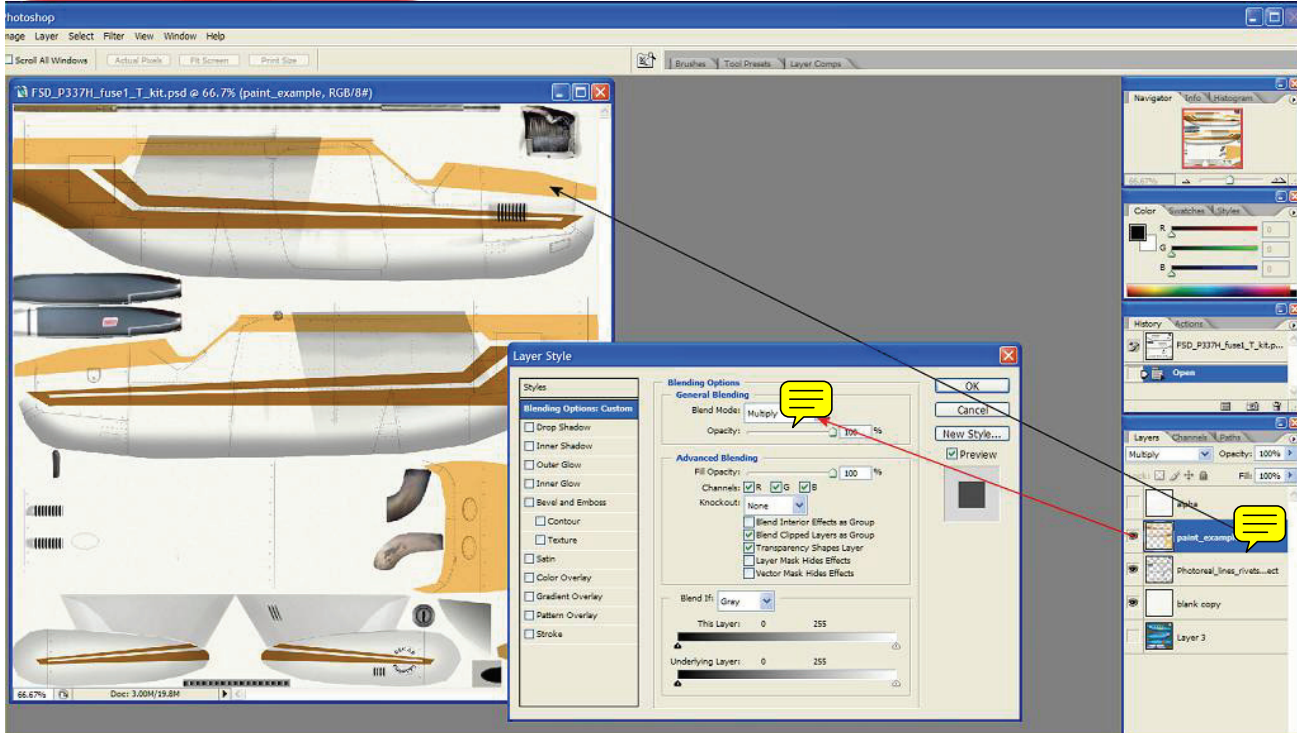 Photoshop
Image Layer Select Filter View Window Help
Scroll All Windows Actual Pixels Fit Screen Print Size
Brushes Tool Presets Layer Comps
FSD_P337H_fuse1_T_kit.psd @ 66.7% (paint_example, RGB/8#)
66.67% Doc: 3.00M/19.8M
Layer Style
Styles
Blending Options: Custom
Drop Shadow
Inner Shadow
Outer Glow
Inner Glow
Bevel and Emboss
Contour
Texture
Satin
Color Overlay
Gradient Overlay
Pattern Overlay
Stroke
Blending Options
General Blending
Blend Mode: Multiply
Opacity: 100 %
Advanced Blending
Fill Opacity: 100 %
Channels: R G B
Knockout: None
Blend Interior Effects as Group
Blend Clipped Layers as Group
Transparency Shapes Layer
Layer Mask Hides Effects
Vector Mask Hides Effects
Blend If: Gray
This Layer: 0 255
Underlying Layer: 0 255
OK
Cancel
New Style...
Preview
Navigator Info Histogram
66.67%
Color Swatches Styles
R 0
G 0
B 0
History Actions
FSD_P337H_fuse1_T_kit.p...
Open
Layers Channels Paths
Multiply Opacity: 100%
Fill: 100%
alpha
paint_example
Photoreal_lines_rivets...ect
blank copy
Layer 3